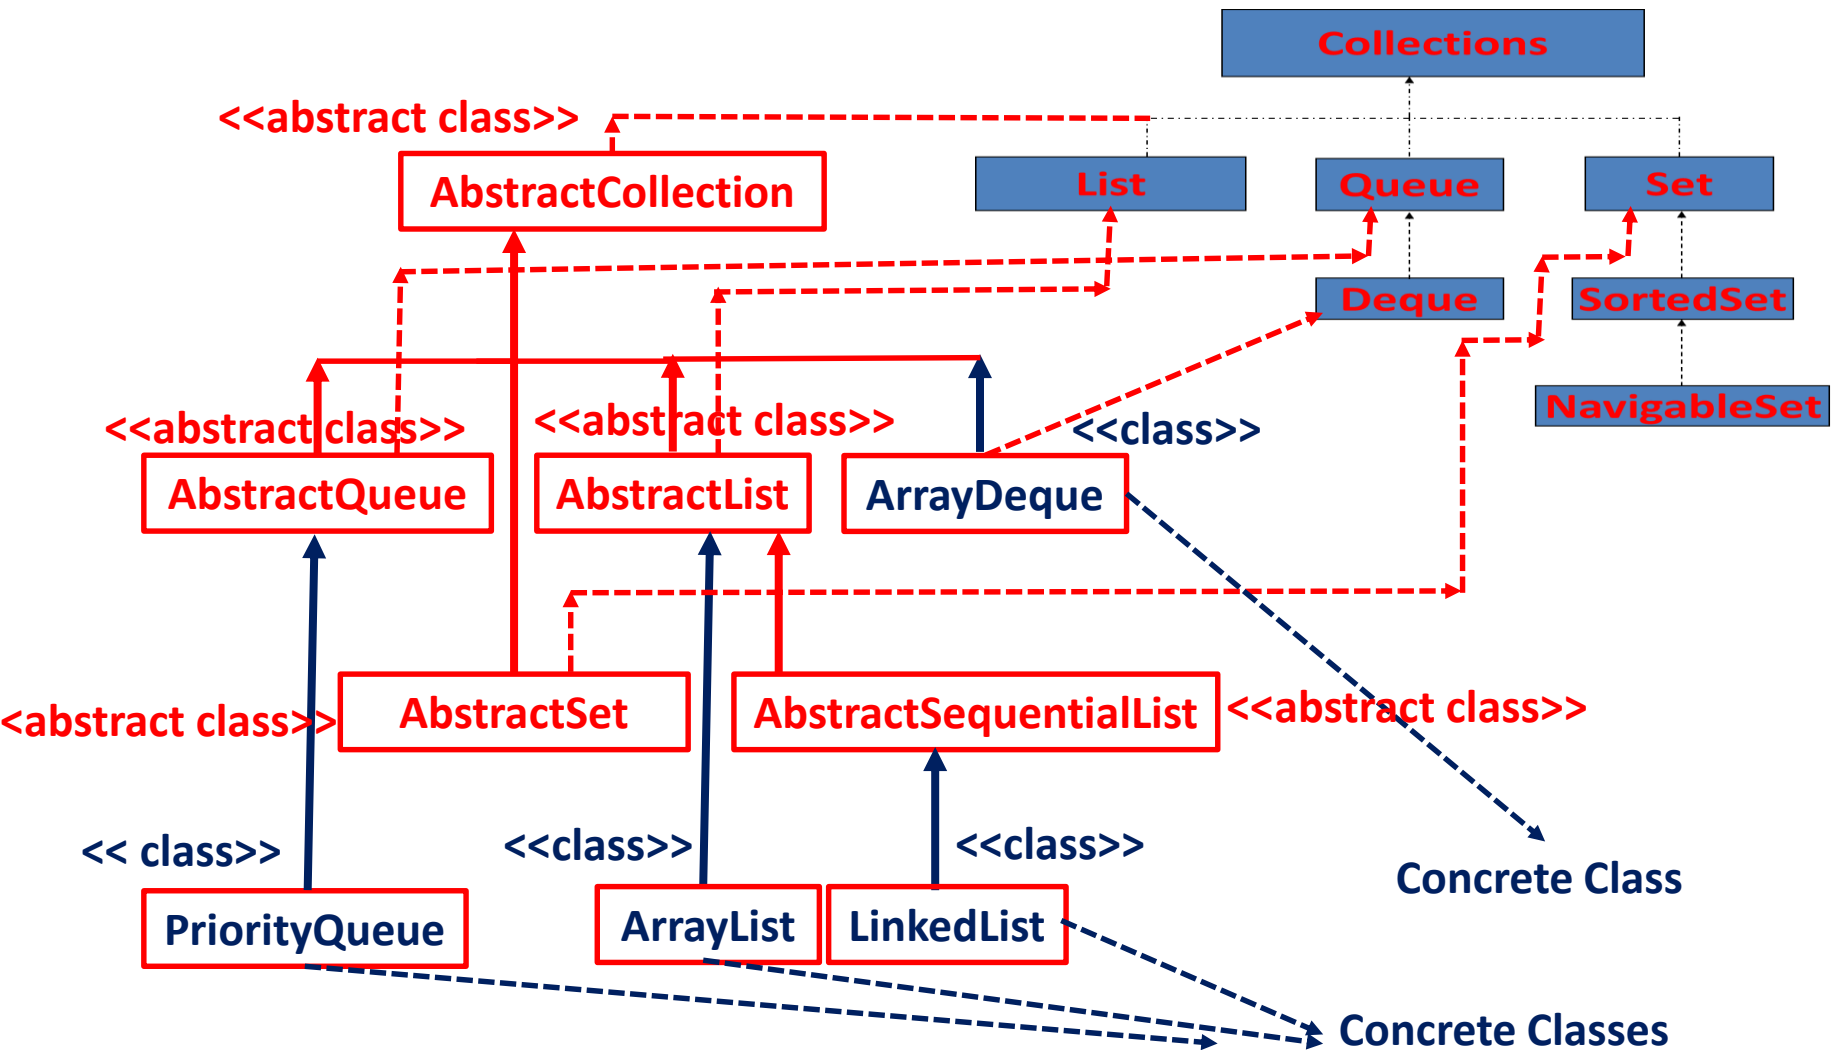 Collections
<<abstract class>>
AbstractCollection
List
Queue
Set
Deque
SortedSet
NavigableSet
<<abstract class>>
<<abstract class>>
<<class>>
AbstractQueue
AbstractList
ArrayDeque
<abstract class>>
AbstractSet
AbstractSequentialList
<<abstract class>>
<< class>>
<<class>>
<<class>>
Concrete Class
PriorityQueue
ArrayList
LinkedList
Concrete Classes